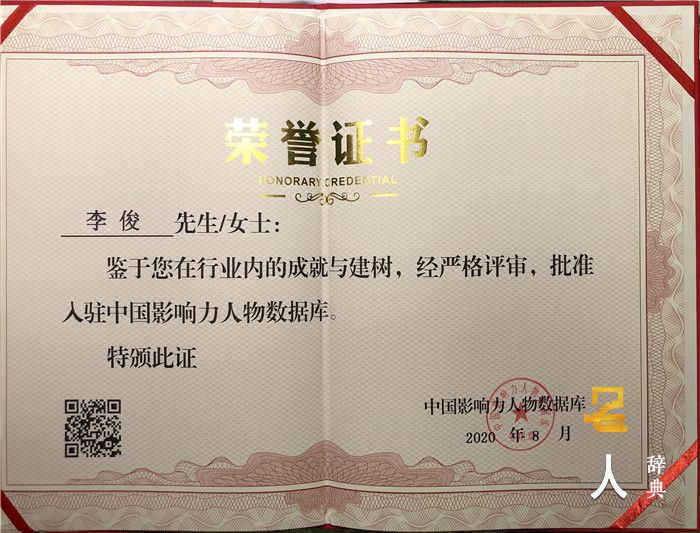 荣誉证书
HONORARY CREDENTIAL
李俊 先生/女士：
鉴于您在行业内的成就与建树，经严格评审，批准
入驻中国影响力人物数据库。
特颁此证
中国影响力人物数据库
2020 年 8 月
人 辞典